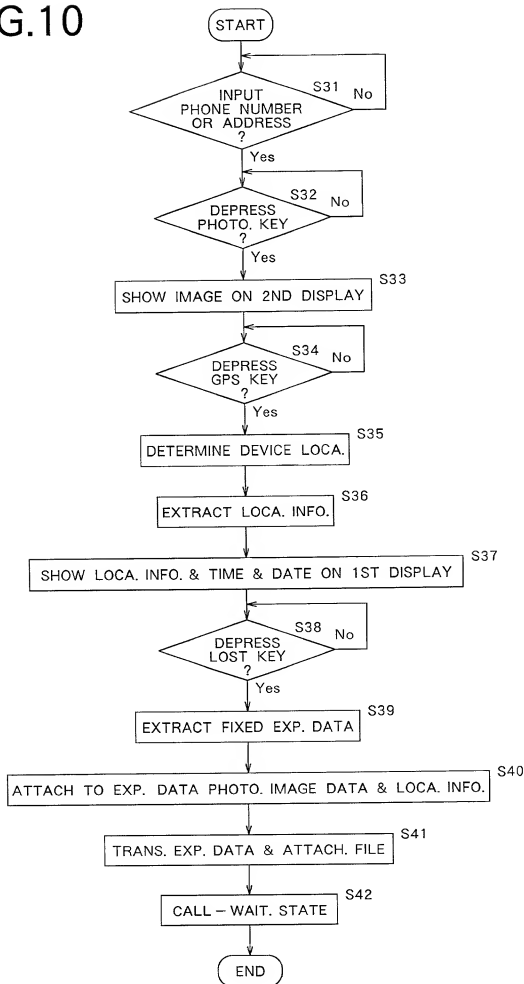 G.10
START
S31
No
INPUT
PHONE NUMBER
OR ADDRESS
?
Yes
S32
No
DEPRESS
PHOTO. KEY
?
Yes
S33
SHOW IMAGE ON 2ND DISPLAY
S34
No
DEPRESS
GPS KEY
?
Yes
S35
DETERMINE DEVICE LOCA.
S36
EXTRACT LOCA. INFO.
S37
SHOW LOCA. INFO. & TIME & DATE ON 1ST DISPLAY
S38
No
DEPRESS
LOST KEY
?
Yes
S39
EXTRACT FIXED EXP. DATA
S40
ATTACH TO EXP. DATA PHOTO. IMAGE DATA & LOCA. INFO.
S41
TRANS. EXP. DATA & ATTACH. FILE
S42
CALL – WAIT. STATE
END